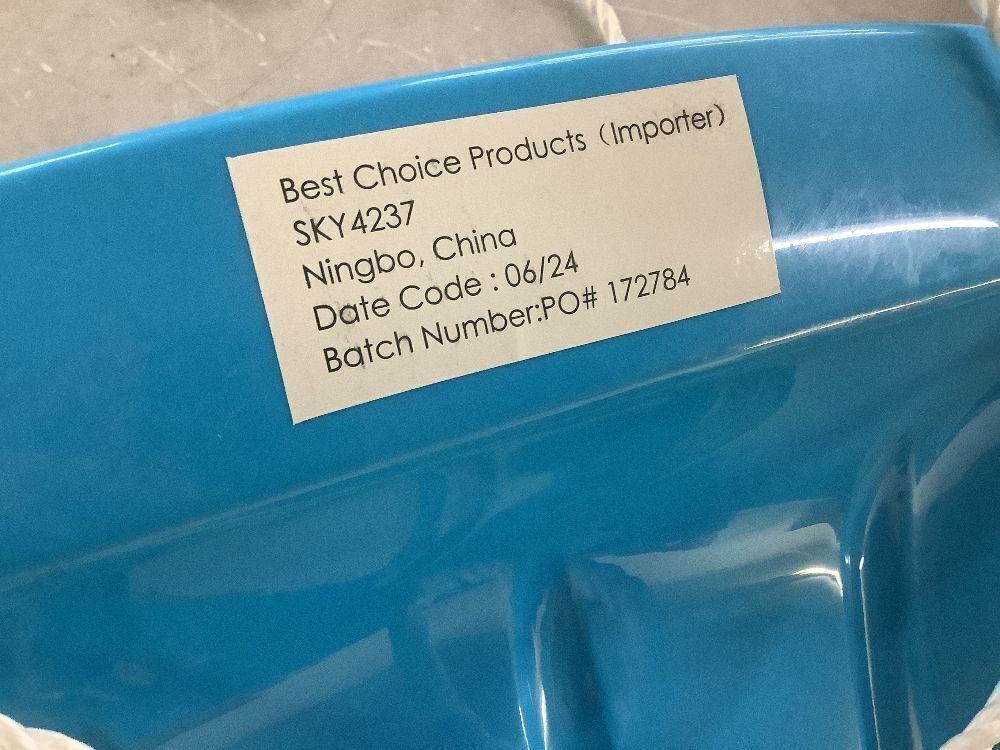 Best Choice Products（Importer）
SKY4237
Ningbo, China
Date Code : 06/24
Batch Number:PO# 172784